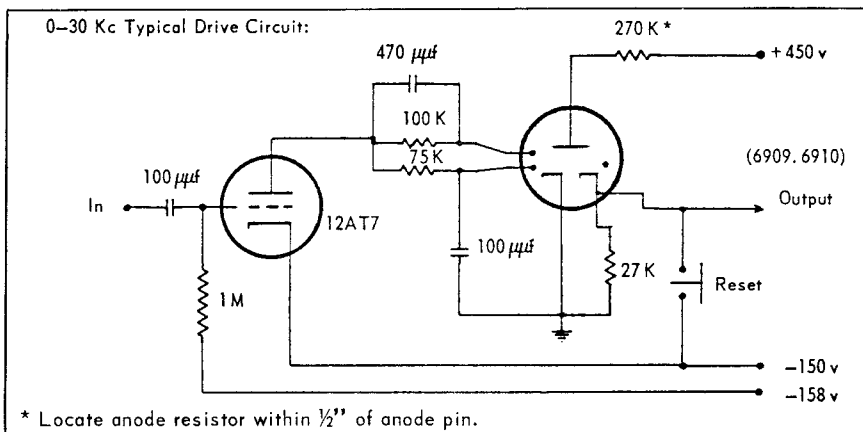 0–30 Kc Typical Drive Circuit:
270 K *
+ 450 v
470 μμf
100 K
75 K
(6909. 6910)
100 μμf
In
12AT7
Output
100 μμf
27 K
Reset
1 M
–150 v
–158 v
* Locate anode resistor within ½’’ of anode pin.